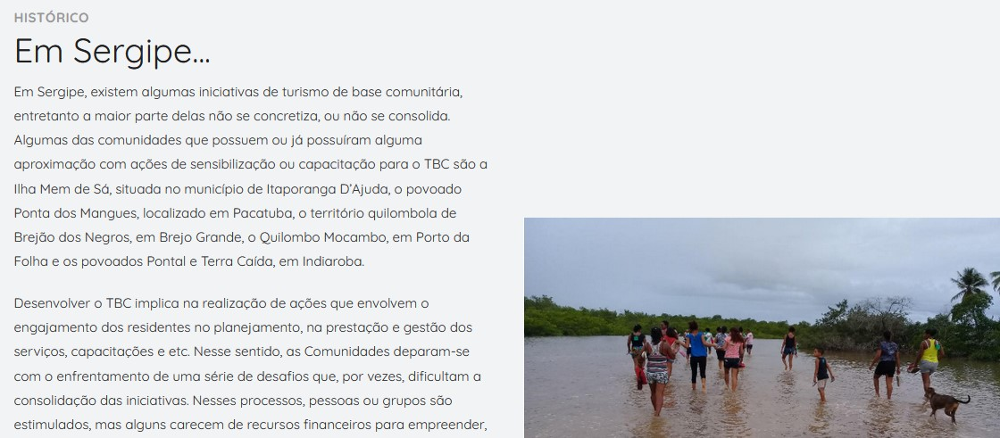 HISTÓRICO
Em Sergipe...
Em Sergipe, existem algumas iniciativas de turismo de base comunitária,
entretanto a maior parte delas não se concretiza, ou não se consolida.
Algumas das comunidades que possuem ou já possuíram alguma
aproximação com ações de sensibilização ou capacitação para o TBC são a
Ilha Mem de Sá, situada no município de Itaporanga D’Ajuda, o povoado
Ponta dos Mangues, localizado em Pacatuba, o território quilombola de
Brejão dos Negros, em Brejo Grande, o Quilombo Mocambo, em Porto da
Folha e os povoados Pontal e Terra Caída, em Indiaroba.
Desenvolver o TBC implica na realização de ações que envolvem o
engajamento dos residentes no planejamento, na prestação e gestão dos
serviços, capacitações e etc. Nesse sentido, as Comunidades deparam-se
com o enfrentamento de uma série de desafios que, por vezes, dificultam a
consolidação das iniciativas. Nesses processos, pessoas ou grupos são
estimulados, mas alguns carecem de recursos financeiros para empreender,